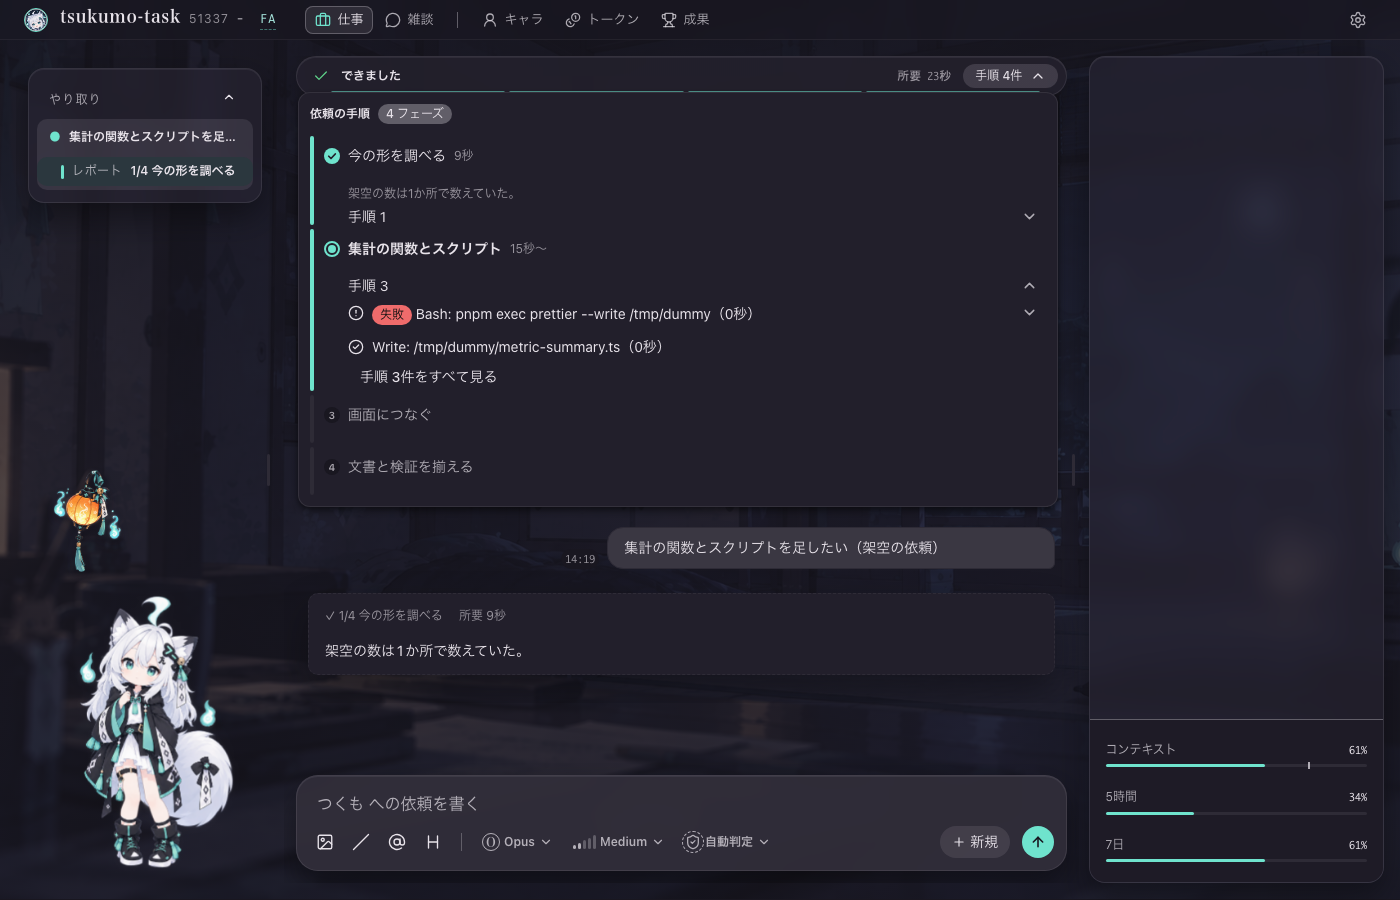 tsukumo-task 51337 - FA 仕事 雑談 キャラ トークン 成果
やり取り
集計の関数とスクリプトを足...
レポート 1/4 今の形を調べる
できました 所要 23秒 手順 4件
依頼の手順 4 フェーズ
今の形を調べる 9秒
架空の数は1か所で数えていた。
手順 1
集計の関数とスクリプト 15秒〜
手順 3
失敗 Bash: pnpm exec prettier --write /tmp/dummy（0秒）
Write: /tmp/dummy/metric-summary.ts（0秒）
手順 3件をすべて見る
3 画面につなぐ
4 文書と検証を揃える
14:19 集計の関数とスクリプトを足したい（架空の依頼）
✓ 1/4 今の形を調べる 所要 9秒
架空の数は1か所で数えていた。
つくも への依頼を書く
Opus Medium 自動判定 + 新規
コンテキスト 61%
5時間 34%
7日 61%